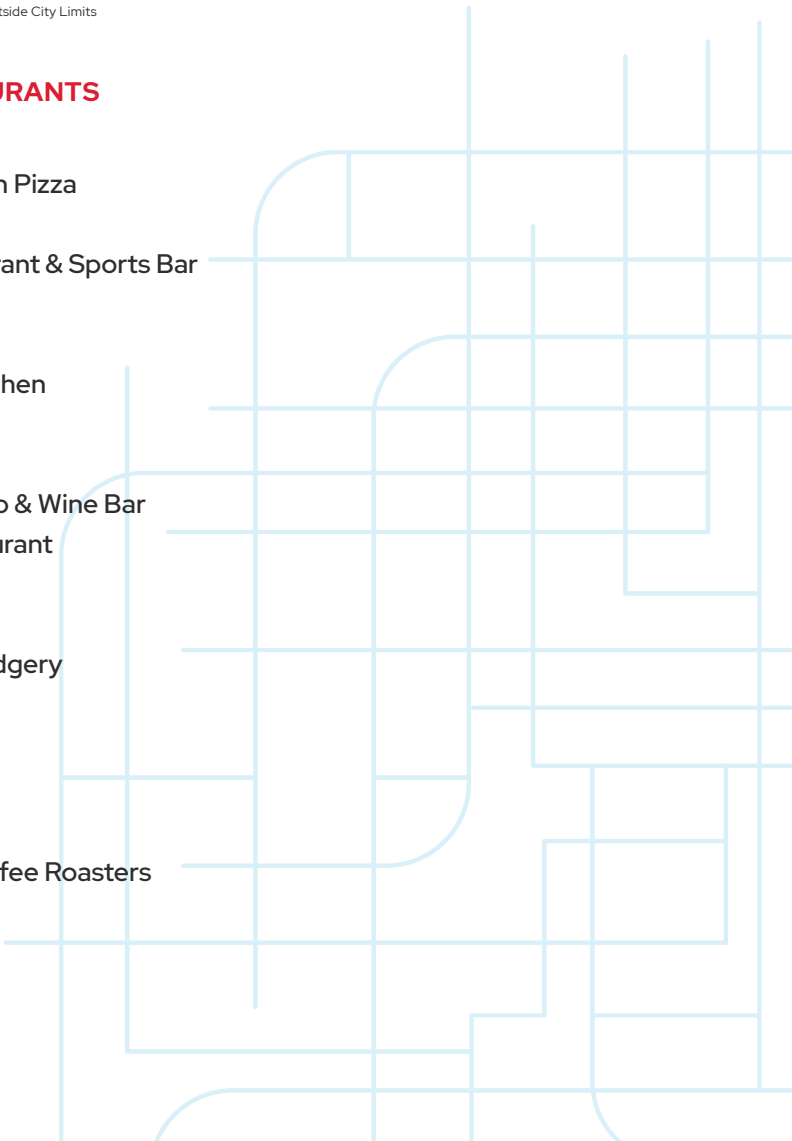 tside City Limits
URANTS
n Pizza
rant & Sports Bar
hen
o & Wine Bar
urant
dgery
fee Roasters